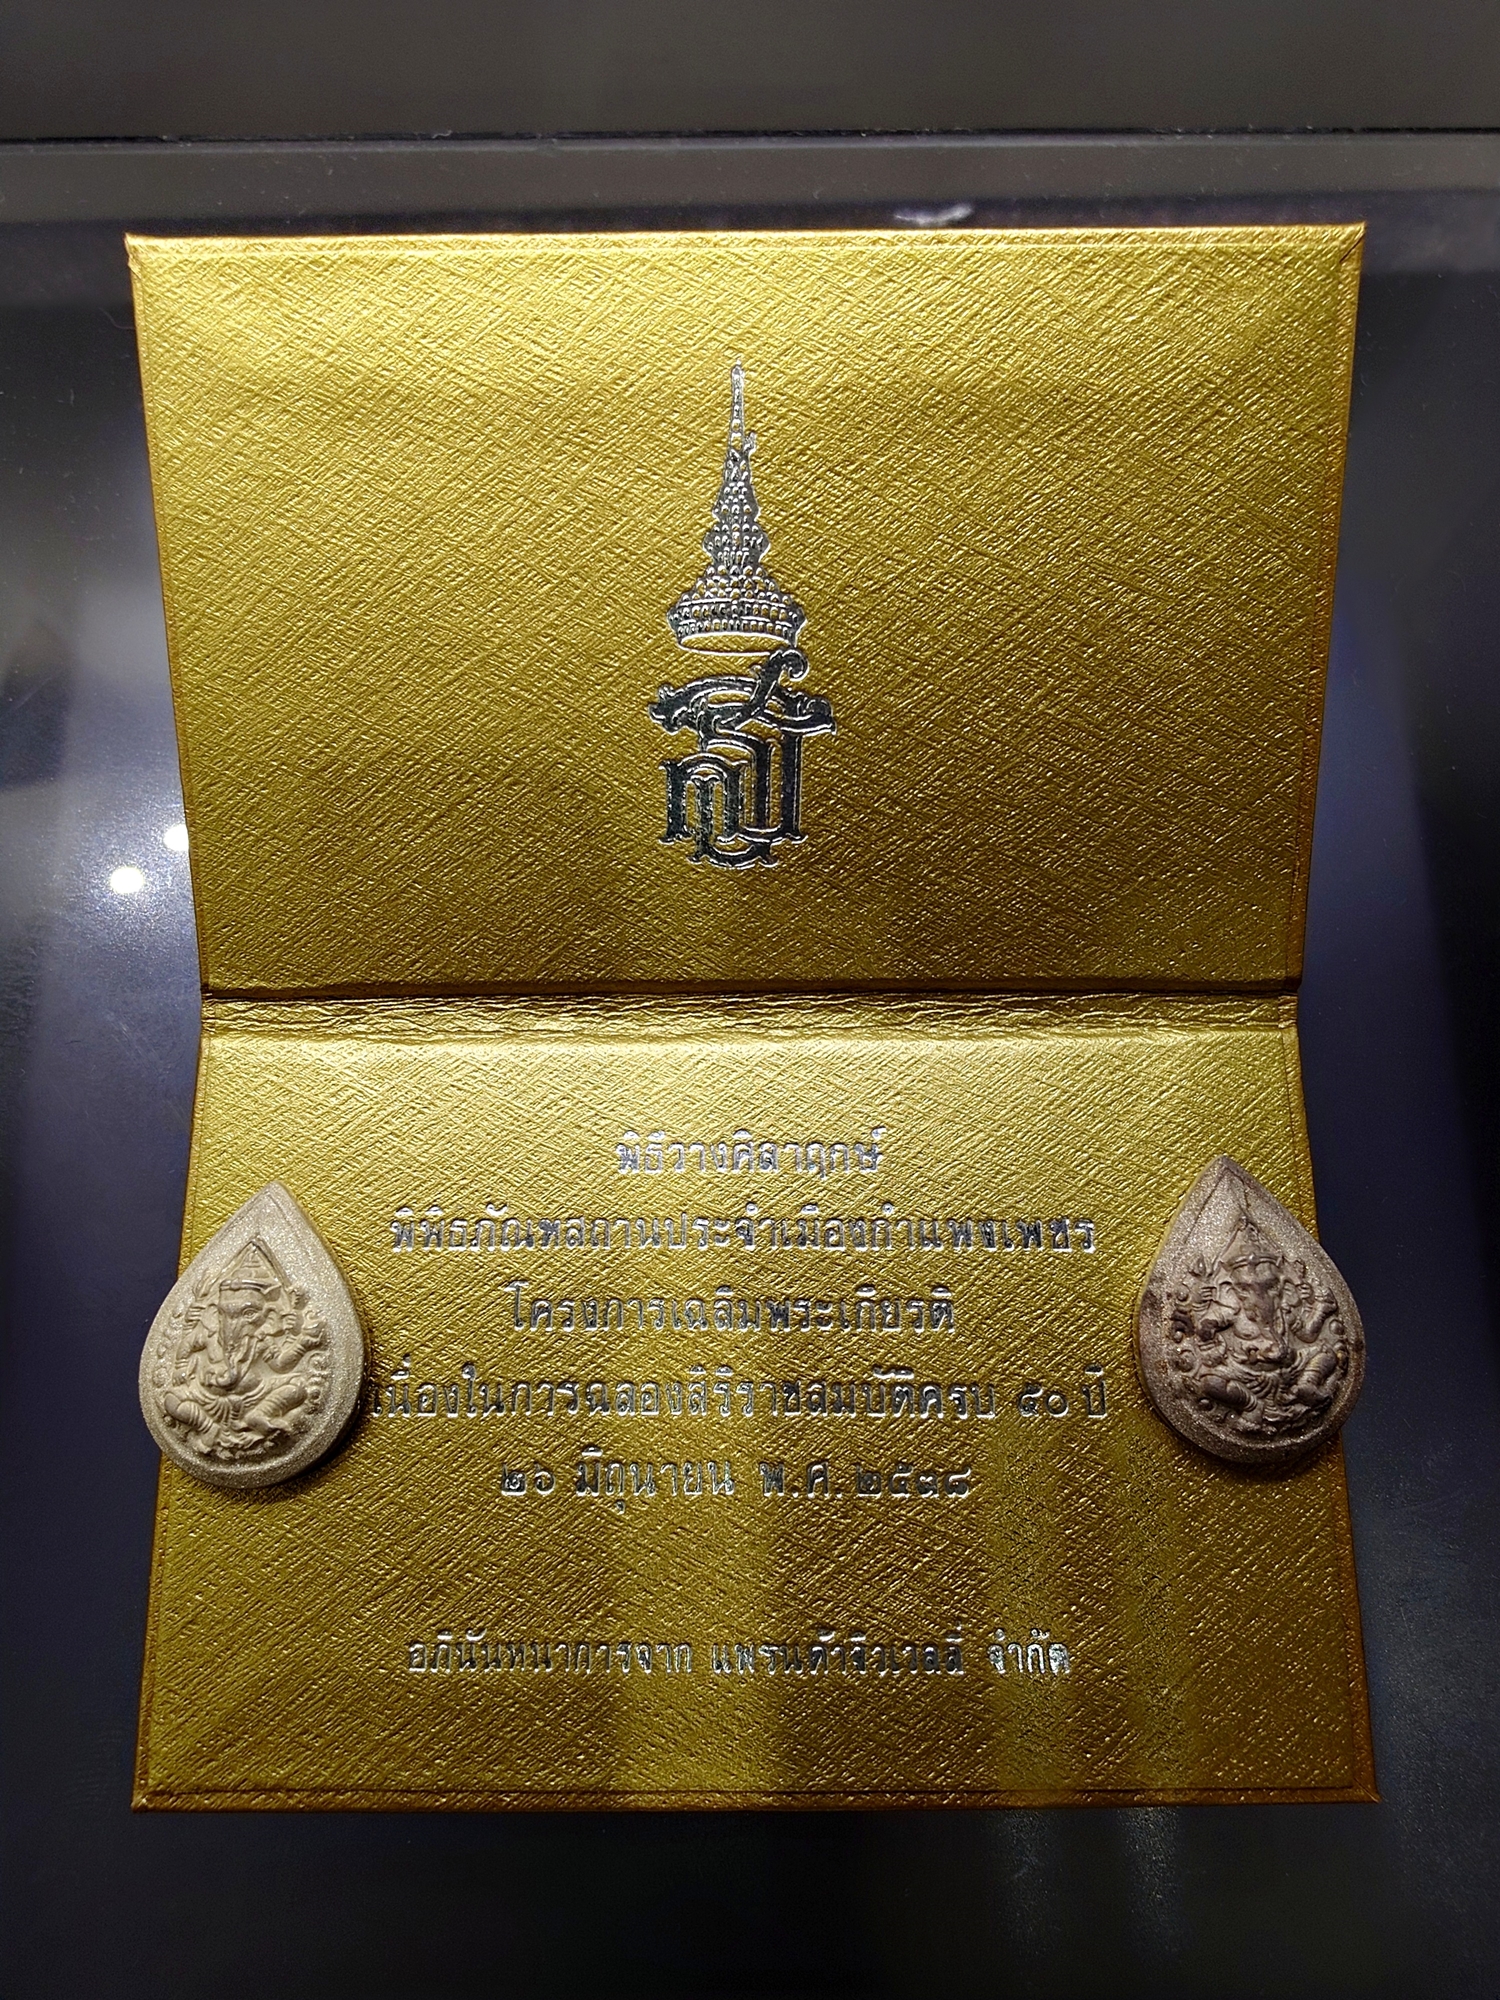 พิธีวางศิลาฤกษ์
พิพิธภัณฑสถานประจำเมืองกำแพงเพชร
โครงการเฉลิมพระเกียรติ
เนื่องในการฉลองสิริราชสมบัติครบ ๕๐ ปี
๒๖ มิถุนายน พ.ศ. ๒๕๓๘
อภินันทนาการจาก แพรนด้าจิวเวลลี่ จำกัด